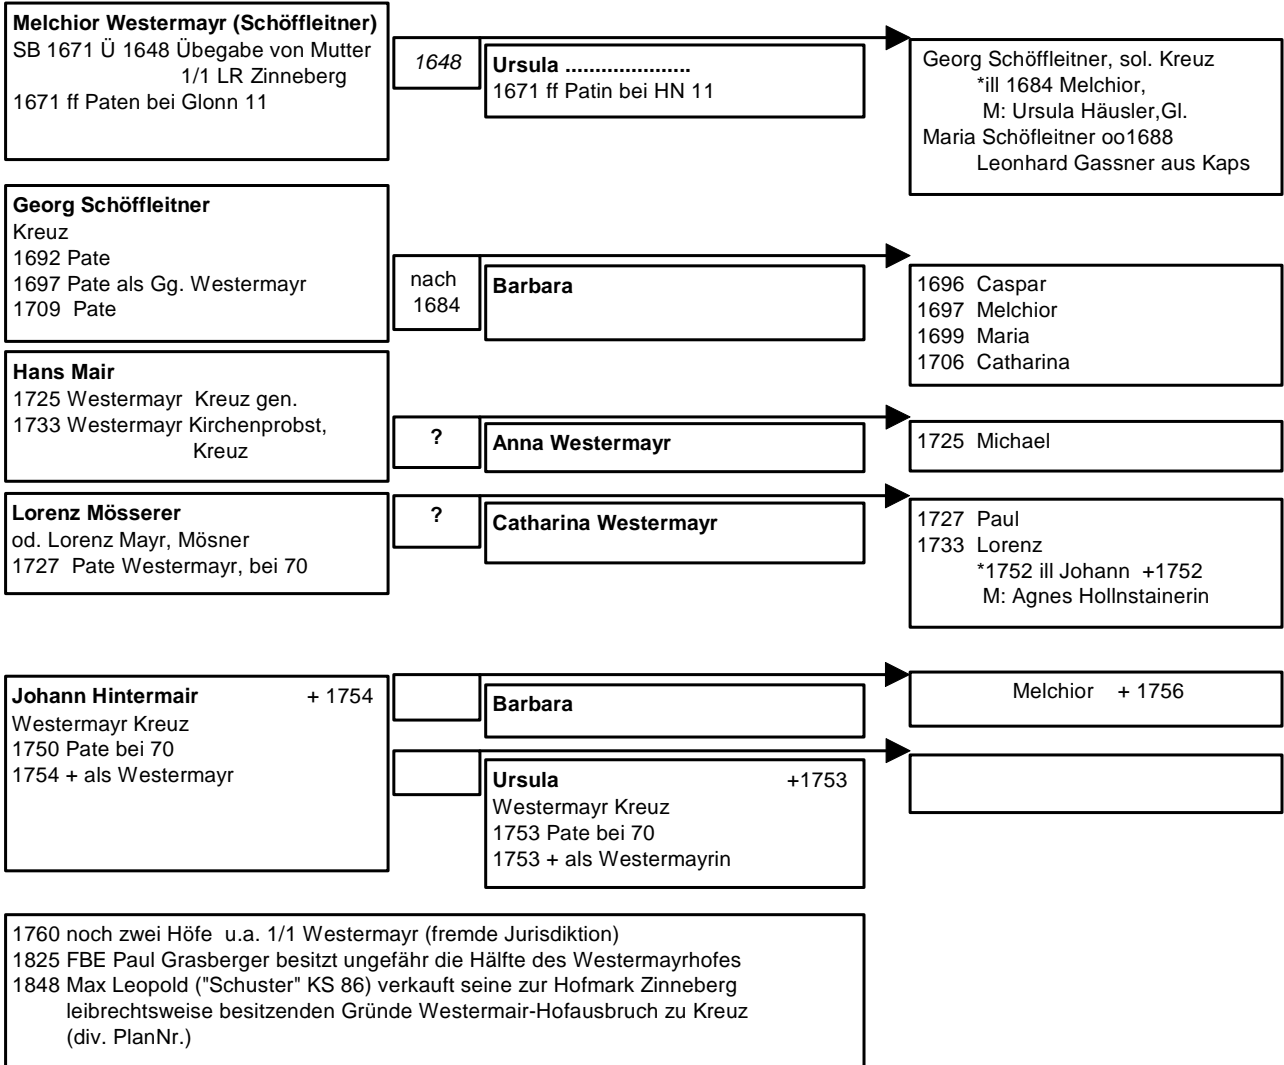 Melchior Westermayr (Schöffleitner)
SB 1671 Ü 1648 Übegabe von Mutter
1/1 LR Zinneberg
1671 ff Paten bei Glonn 11
1648
Ursula .....................
1671 ff Patin bei HN 11
Georg Schöffleitner, sol. Kreuz
*ill 1684 Melchior,
M: Ursula Häusler,Gl.
Maria Schöfleitner oo1688
Leonhard Gassner aus Kaps
Georg Schöffleitner
Kreuz
1692 Pate
1697 Pate als Gg. Westermayr
1709 Pate
nach
1684
Barbara
1696 Caspar
1697 Melchior
1699 Maria
1706 Catharina
Hans Mair
1725 Westermayr Kreuz gen.
1733 Westermayr Kirchenprobst,
Kreuz
?
Anna Westermayr
1725 Michael
Lorenz Mösserer
od. Lorenz Mayr, Mösner
1727 Pate Westermayr, bei 70
?
Catharina Westermayr
1727 Paul
1733 Lorenz
*1752 ill Johann +1752
M: Agnes Hollnstainerin
Johann Hintermair + 1754
Westermayr Kreuz
1750 Pate bei 70
1754 + als Westermayr
Barbara
Melchior + 1756
Ursula +1753
Westermayr Kreuz
1753 Pate bei 70
1753 + als Westermayrin
1760 noch zwei Höfe u.a. 1/1 Westermayr (fremde Jurisdiktion)
1825 FBE Paul Grasberger besitzt ungefähr die Hälfte des Westermayrhofes
1848 Max Leopold ("Schuster" KS 86) verkauft seine zur Hofmark Zinneberg
leibrechtsweise besitzenden Gründe Westermair-Hofausbruch zu Kreuz
(div. PlanNr.)